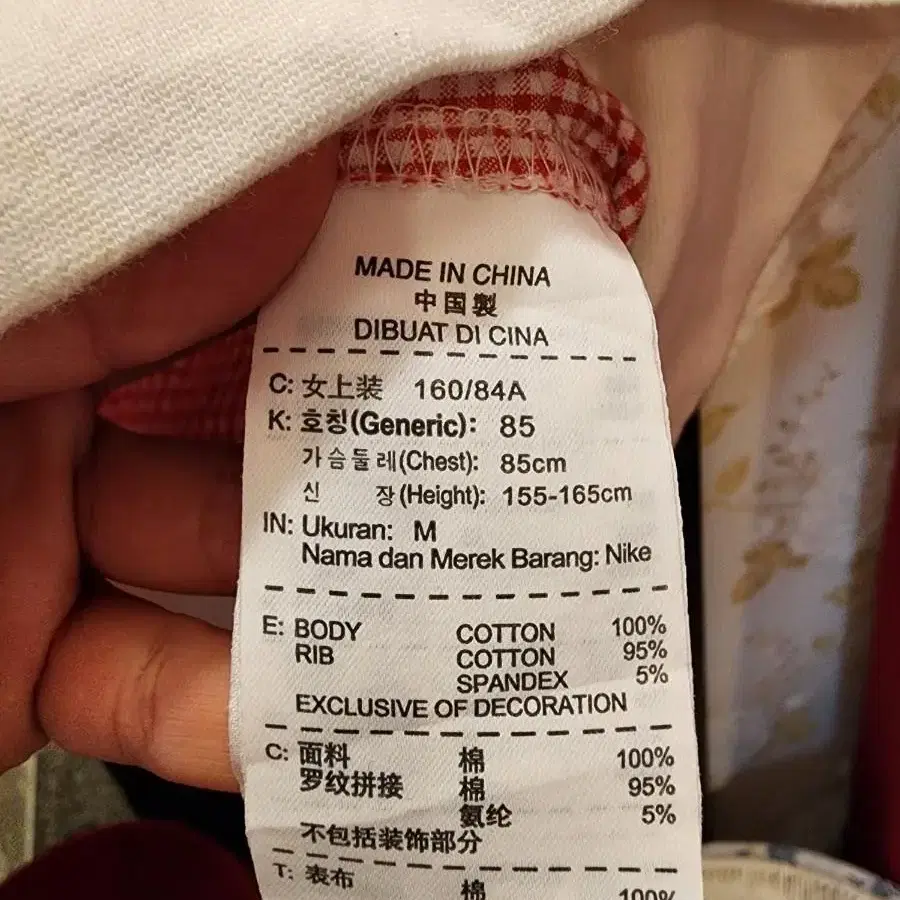 MADE IN CHINA
中国製
DIBUAT DI CINA
C: 女上装 160/84A
K: 호칭(Generic): 85
가슴둘레(Chest): 85cm
신 장(Height): 155-165cm
IN: Ukuran: M
Nama dan Merek Barang: Nike
E: BODY COTTON 100%
RIB COTTON 95%
SPANDEX 5%
EXCLUSIVE OF DECORATION
C: 面料 棉 100%
罗纹拼接 棉 95%
氨纶 5%
不包括装饰部分
T: 表布 棉 100%